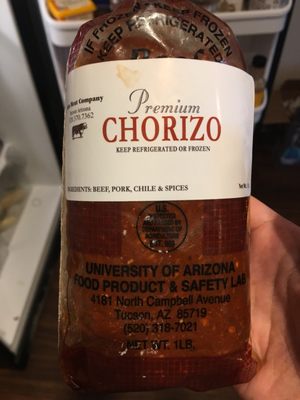 IF FROZEN
KEEP REFRIGERATED
Meat Company
Tucson Arizona
Premium
CHORIZO
KEEP REFRIGERATED OR FROZEN
INGREDIENTS: BEEF, PORK, CHILE & SPICES
U.S.
INSPECTED
AND PASSED BY
DEPARTMENT OF
AGRICULTURE
UNIVERSITY OF ARIZONA
FOOD PRODUCT & SAFETY LAB
4181 North Campbell Avenue
Tucson, AZ 85719
(520) 318-7021
NET WT. 1LB.